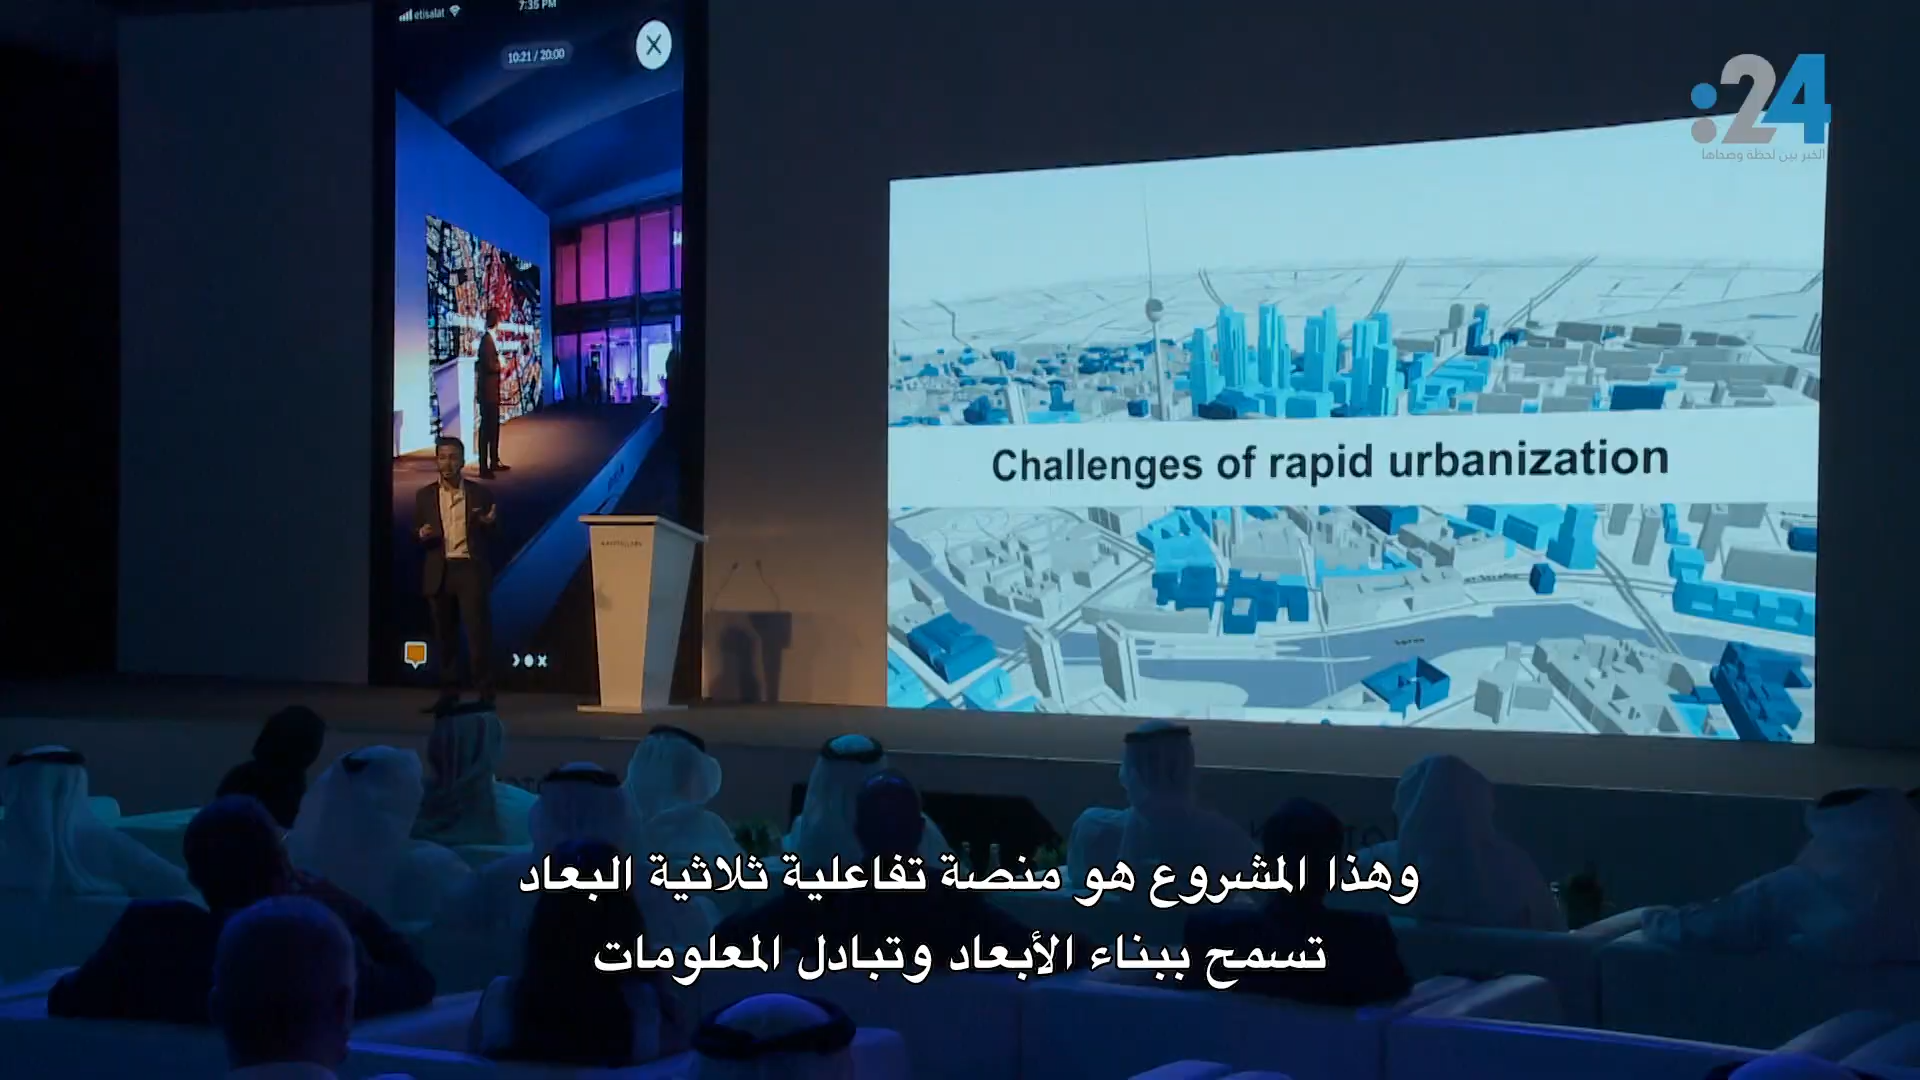 etisalat
7:35 PM
10:21 / 20:00
:24
الخبر بين لحظة وصداها
Challenges of rapid urbanization
وهذا المشروع هو منصة تفاعلية ثلاثية البعاد
تسمح ببناء الأبعاد وتبادل المعلومات